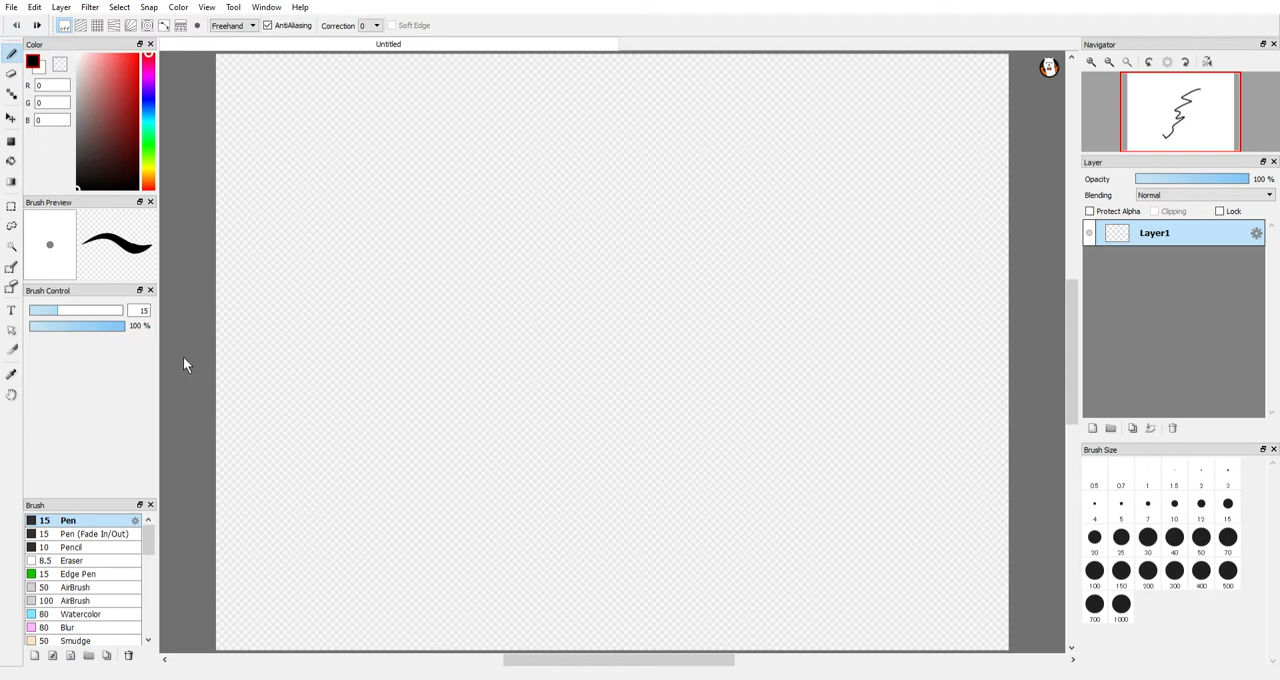 File Edit Layer Filter Select Snap Color View Tool Window Help
off Freehand AntiAliasing Correction 0 Soft Edge
Color
Untitled
Navigator
R 0
G 0
B 0
Layer
Opacity 100 %
Blending Normal
Protect Alpha Clipping Lock
Layer1
Brush Preview
Brush Control
15
100 %
Brush
15 Pen
15 Pen (Fade In/Out)
10 Pencil
8.5 Eraser
15 Edge Pen
50 AirBrush
100 AirBrush
80 Watercolor
80 Blur
50 Smudge
Brush Size
0.5 0.7 1 1.5 2 3
4 5 7 10 12 15
20 25 30 40 50 70
100 150 200 300 400 500
700 1000